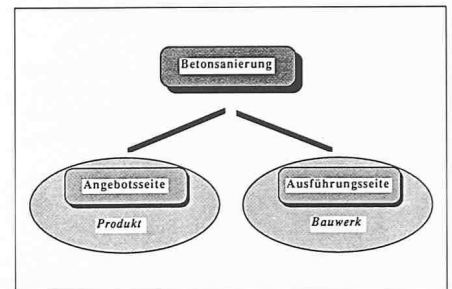 Betonsanierung
Angebotsseite
Ausführungsseite
Produkt
Bauwerk